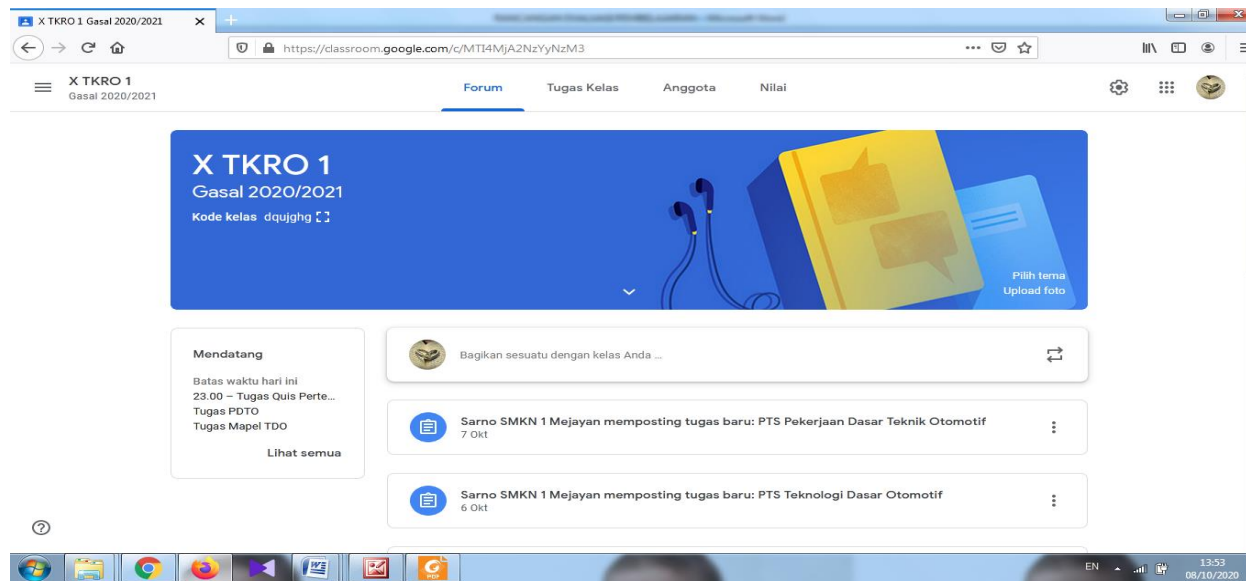 X TKRO 1 Gasal 2020/2021
https://classroom.google.com/c/MTI4MjA2NzYyNzM3
X TKRO 1
Gasal 2020/2021
Forum Tugas Kelas Anggota Nilai
X TKRO 1
Gasal 2020/2021
Kode kelas dqujghg
Pilih tema
Upload foto
Mendatang
Batas waktu hari ini
23.00 – Tugas Quis Perte...
Tugas PDTO
Tugas Mapel TDO
Lihat semua
Bagikan sesuatu dengan kelas Anda ...
Sarno SMKN 1 Mejayan memposting tugas baru: PTS Pekerjaan Dasar Teknik Otomotif
7 Okt
Sarno SMKN 1 Mejayan memposting tugas baru: PTS Teknologi Dasar Otomotif
6 Okt
PDF
EN
13:53
08/10/2020